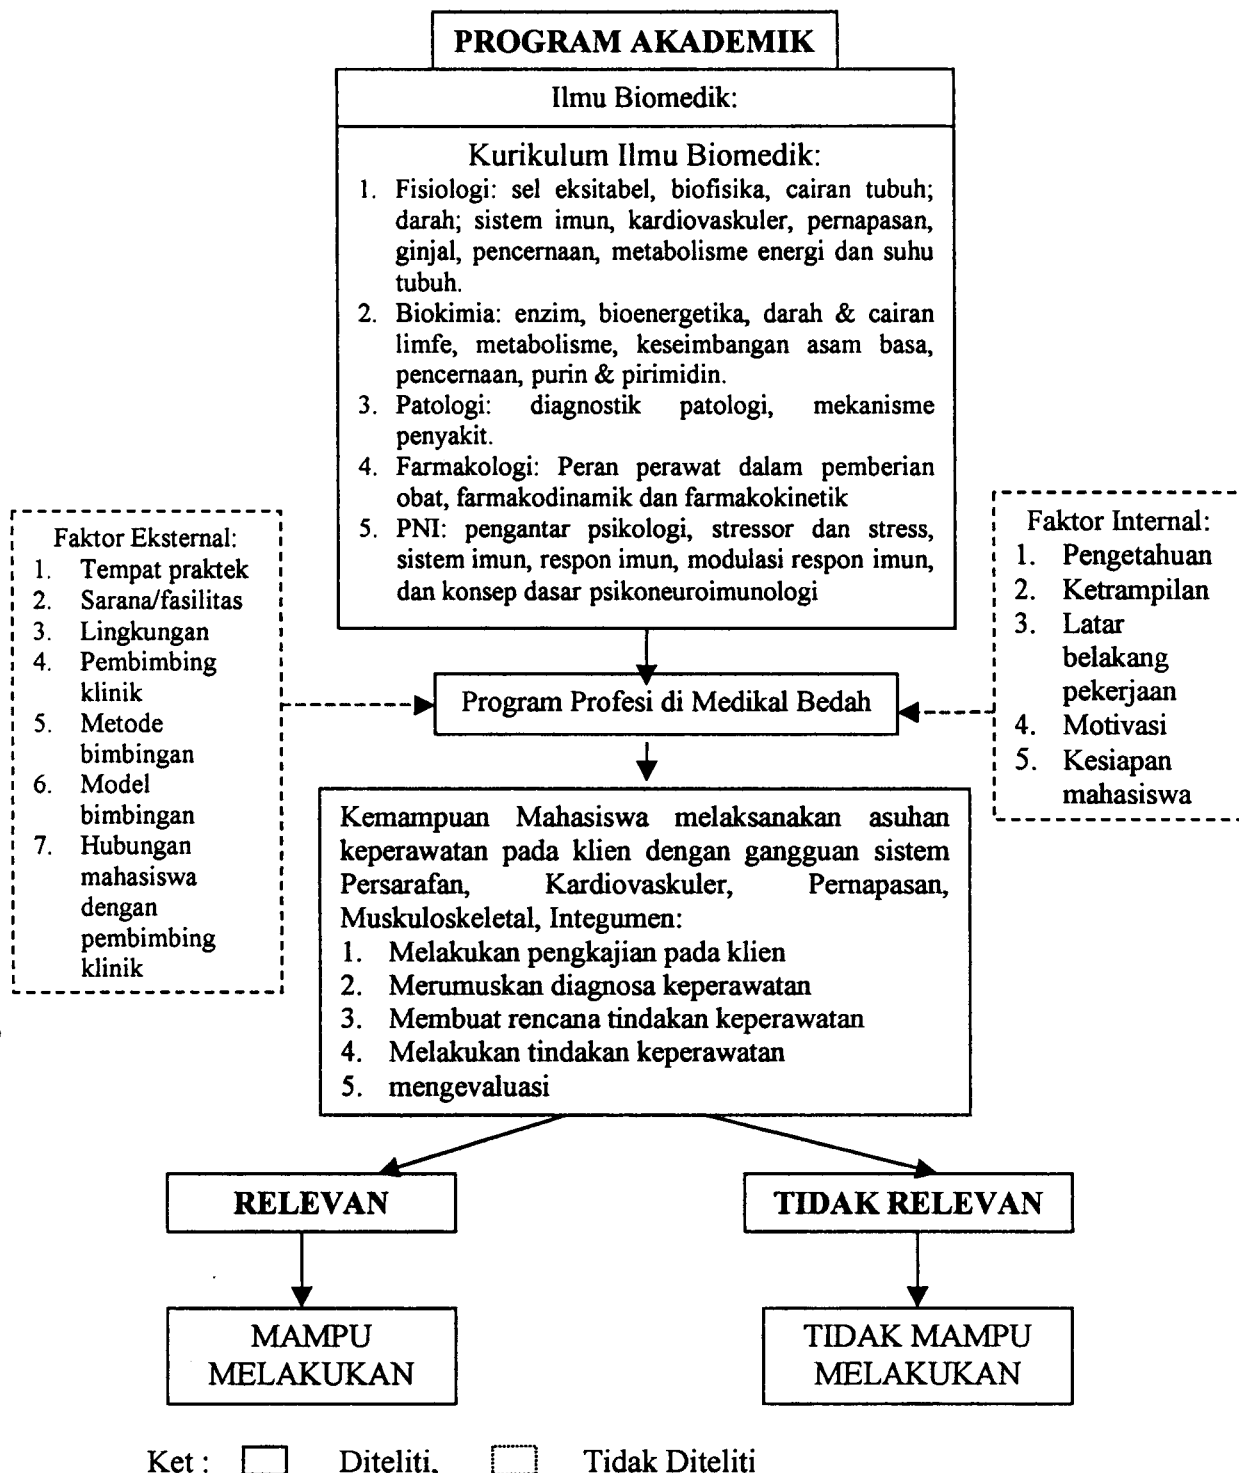 PROGRAM AKADEMIK
Ilmu Biomedik:
Kurikulum Ilmu Biomedik:
1. Fisiologi: sel eksitabel, biofisika, cairan tubuh;
darah; sistem imun, kardiovaskuler, pernapasan,
ginjal, pencernaan, metabolisme energi dan suhu
tubuh.
2. Biokimia: enzim, bioenergetika, darah & cairan
limfe, metabolisme, keseimbangan asam basa,
pencernaan, purin & pirimidin.
3. Patologi: diagnostik patologi, mekanisme
penyakit.
4. Farmakologi: Peran perawat dalam pemberian
obat, farmakodinamik dan farmakokinetik
5. PNI: pengantar psikologi, stressor dan stress,
sistem imun, respon imun, modulasi respon imun,
dan konsep dasar psikoneuroimunologi
Faktor Eksternal:
1. Tempat praktek
2. Sarana/fasilitas
3. Lingkungan
4. Pembimbing
klinik
5. Metode
bimbingan
6. Model
bimbingan
7. Hubungan
mahasiswa
dengan
pembimbing
klinik
Faktor Internal:
1. Pengetahuan
2. Ketrampilan
3. Latar
belakang
pekerjaan
4. Motivasi
5. Kesiapan
mahasiswa
Program Profesi di Medikal Bedah
Kemampuan Mahasiswa melaksanakan asuhan
keperawatan pada klien dengan gangguan sistem
Persarafan, Kardiovaskuler, Pernapasan,
Muskuloskeletal, Integumen:
1. Melakukan pengkajian pada klien
2. Merumuskan diagnosa keperawatan
3. Membuat rencana tindakan keperawatan
4. Melakukan tindakan keperawatan
5. mengevaluasi
RELEVAN
TIDAK RELEVAN
MAMPU
MELAKUKAN
TIDAK MAMPU
MELAKUKAN
Ket : Diteliti, Tidak Diteliti